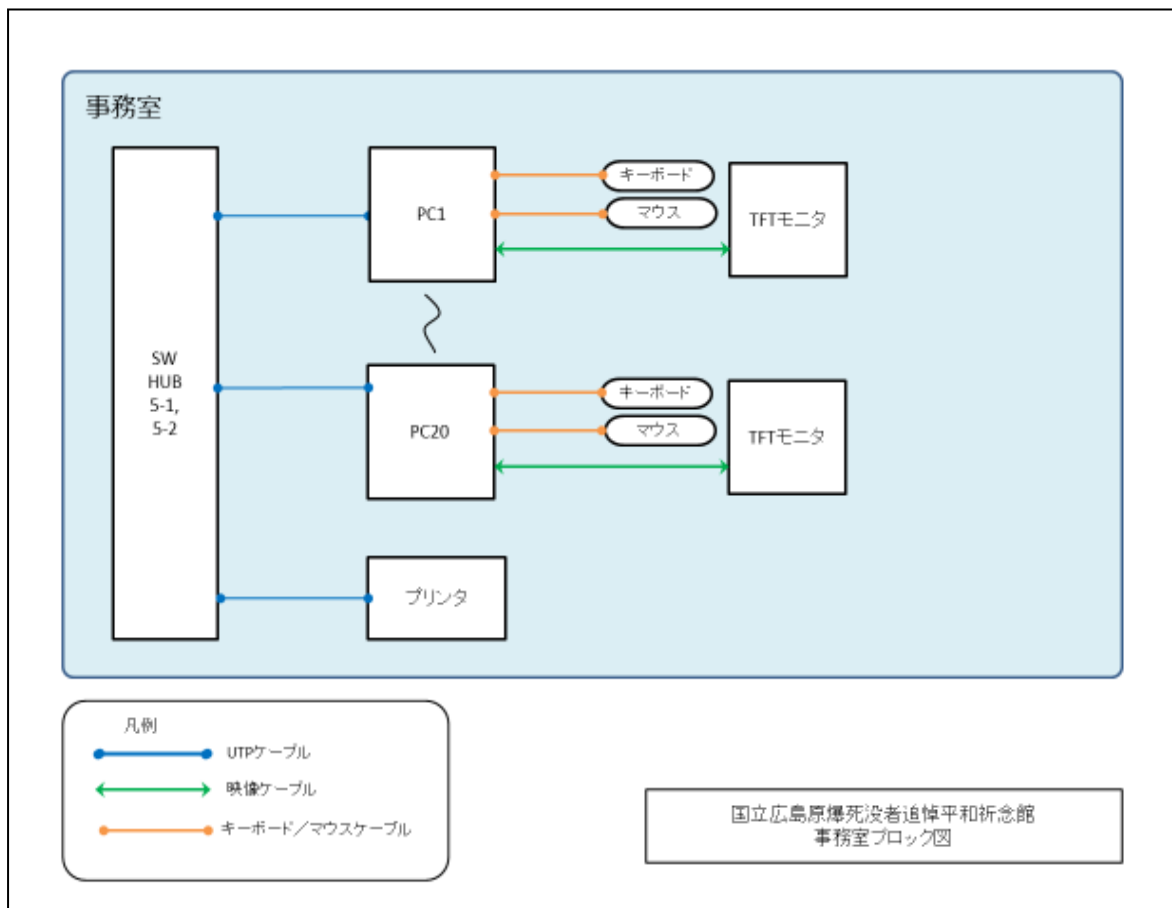 事務室
SW
HUB
5-1,
5-2
PC1
キーボード
マウス
TFTモニタ
PC20
キーボード
マウス
TFTモニタ
プリンタ
凡例
UTPケーブル
映像ケーブル
キーボード／マウスケーブル
国立広島原爆死没者追悼平和祈念館
事務室ブロック図